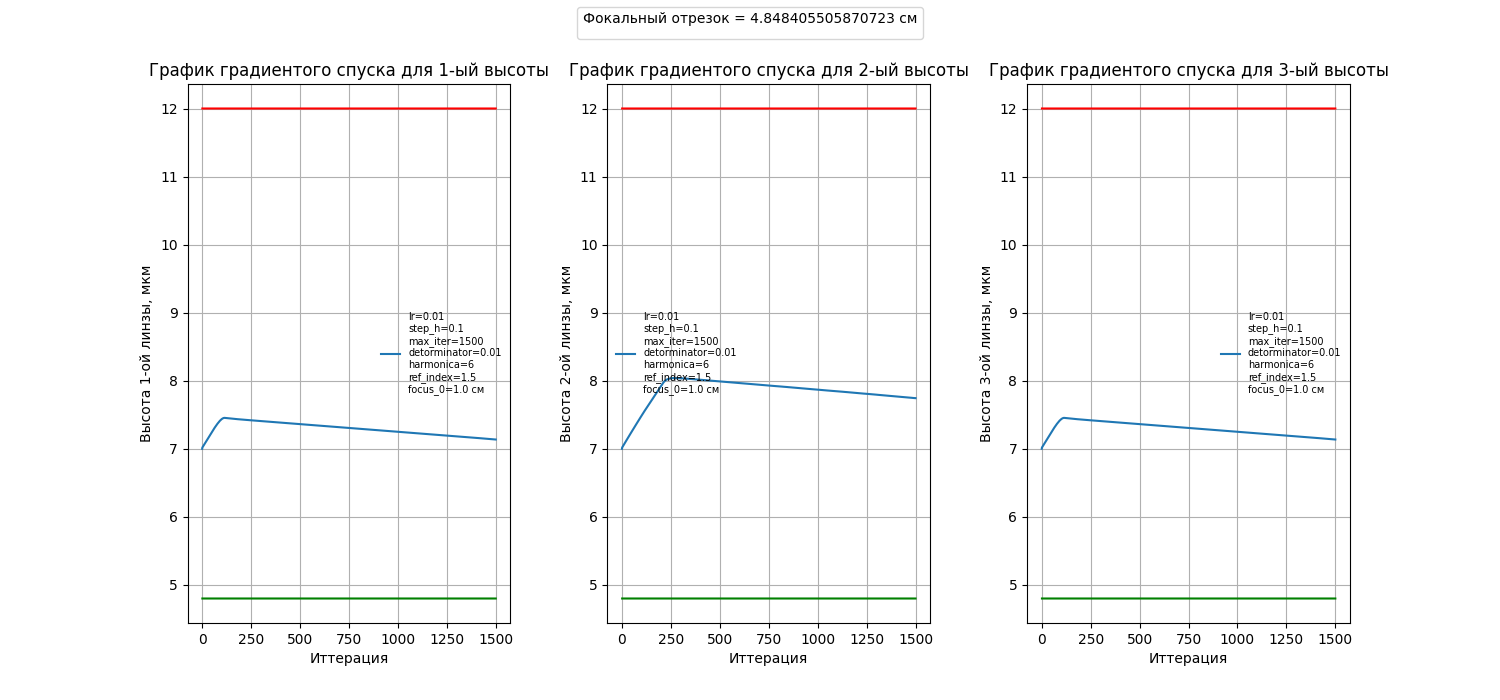 Фокальный отрезок = 4.848405505870723 см
График градиентого спуска для 1-ый высоты
12
11
10
9
8
7
6
5
Высота 1-ой линзы, мкм
lr=0.01
step_h=0.1
max_iter=1500
detorminator=0.01
harmonica=6
ref_index=1.5
focus_0=1.0 см
0 250 500 750 1000 1250 1500
Иттерация
График градиентого спуска для 2-ый высоты
12
11
10
9
8
7
6
5
Высота 2-ой линзы, мкм
lr=0.01
step_h=0.1
max_iter=1500
detorminator=0.01
harmonica=6
ref_index=1.5
focus_0=1.0 см
0 250 500 750 1000 1250 1500
Иттерация
График градиентого спуска для 3-ый высоты
12
11
10
9
8
7
6
5
Высота 3-ой линзы, мкм
lr=0.01
step_h=0.1
max_iter=1500
detorminator=0.01
harmonica=6
ref_index=1.5
focus_0=1.0 см
0 250 500 750 1000 1250 1500
Иттерация